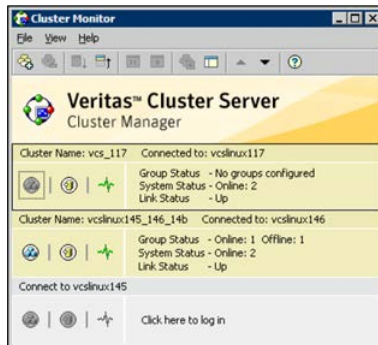 Cluster Monitor
File View Help
Veritas™ Cluster Server
Cluster Manager
Cluster Name: vcs_117 Connected to: vcslinux117
Group Status - No groups configured
System Status - Online: 2
Link Status - Up
Cluster Name: vcslinux145_146_14b Connected to: vcslinux146
Group Status - Online: 1 Offline: 1
System Status - Online: 2
Link Status - Up
Connect to vcslinux145
Click here to log in